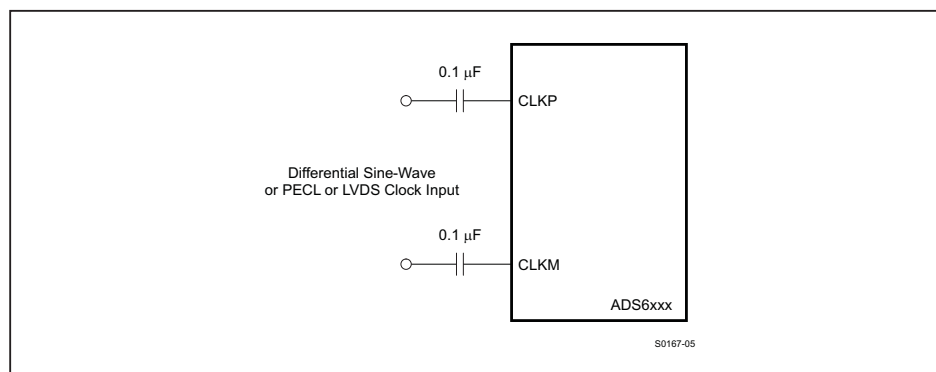 0.1 μF
CLKP
Differential Sine-Wave
or PECL or LVDS Clock Input
0.1 μF
CLKM
ADS6xxx
S0167-05